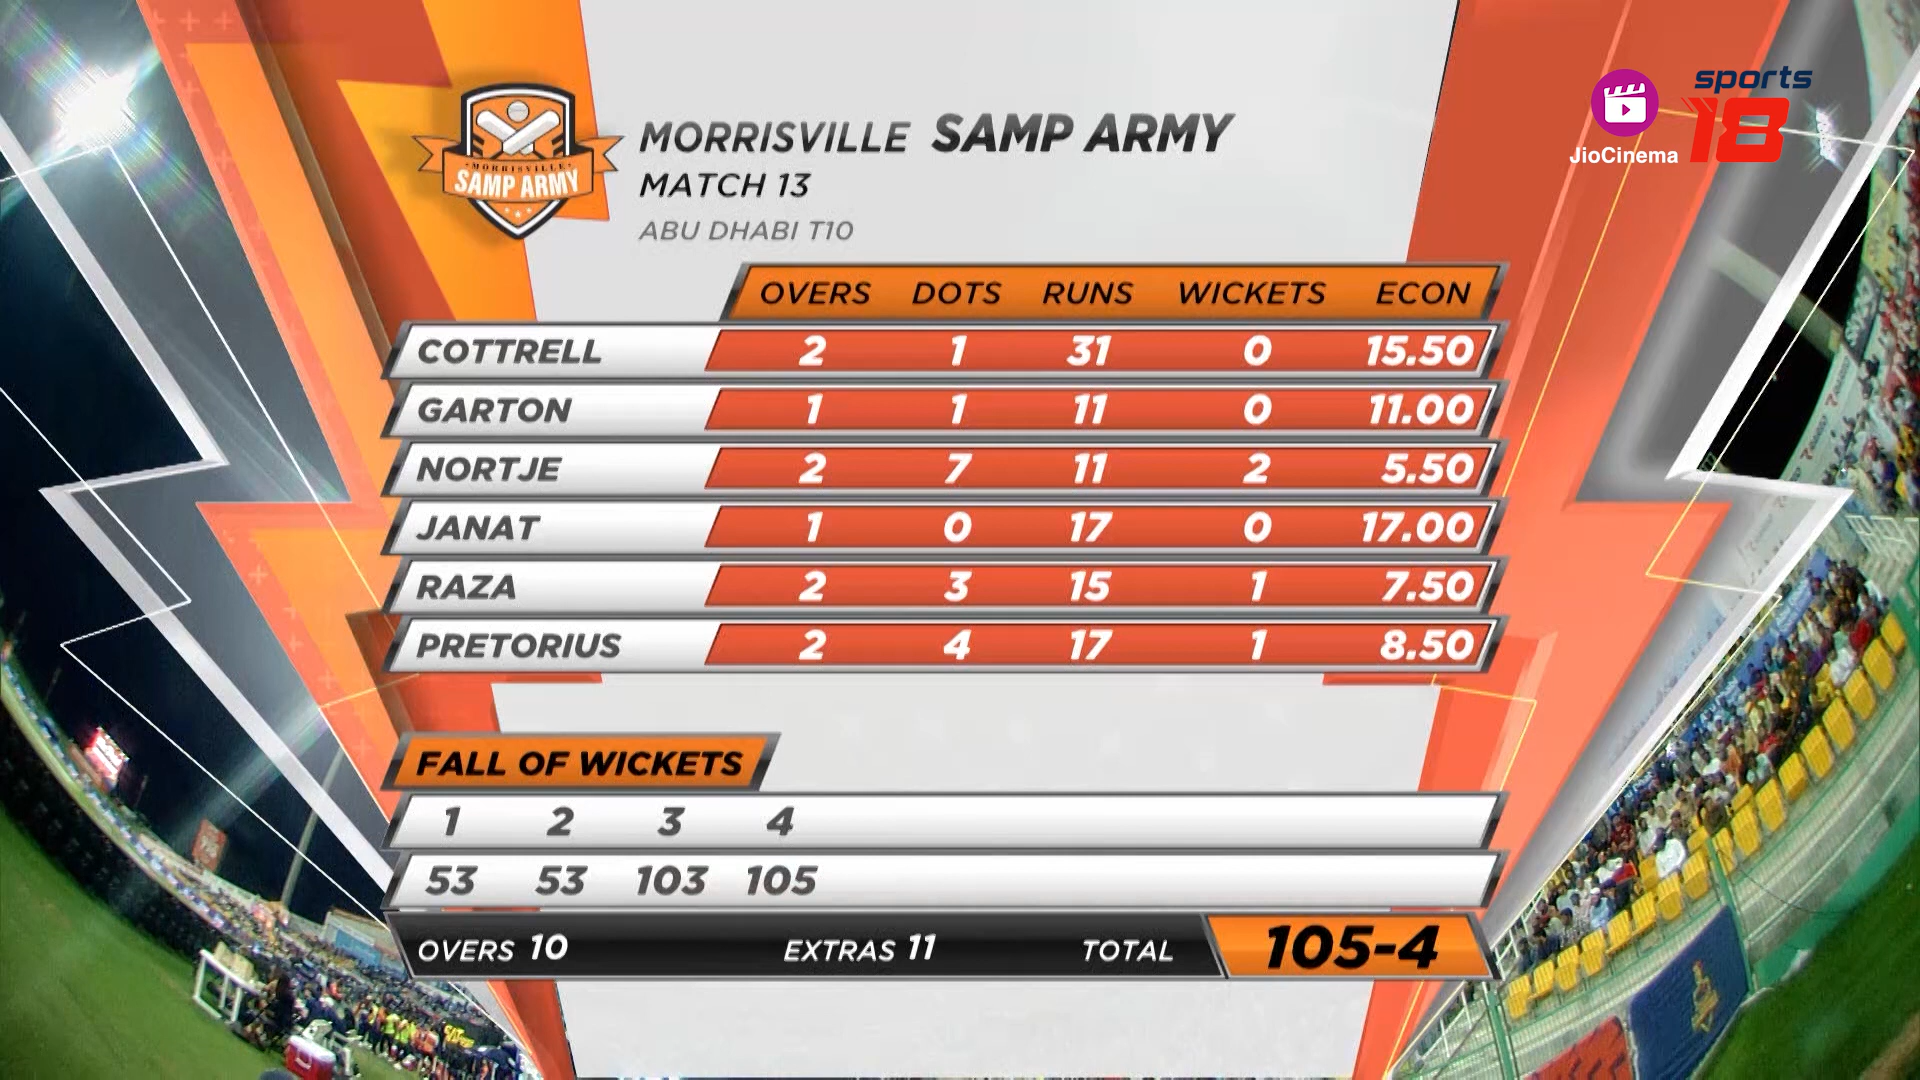 MORRISVILLE SAMP ARMY
MATCH 13
ABU DHABI T10
MORRISVILLE
SAMP ARMY
JioCinema
sports
18
OVERS DOTS RUNS WICKETS ECON
COTTRELL 2 1 31 0 15.50
GARTON 1 1 11 0 11.00
NORTJE 2 7 11 2 5.50
JANAT 1 0 17 0 17.00
RAZA 2 3 15 1 7.50
PRETORIUS 2 4 17 1 8.50
FALL OF WICKETS
1 2 3 4
53 53 103 105
OVERS 10 EXTRAS 11 TOTAL 105-4